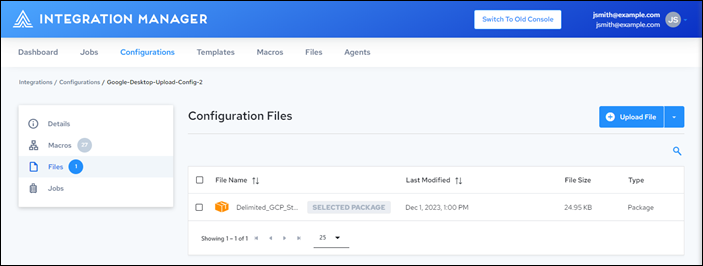 INTEGRATION MANAGER
Switch To Old Console
jsmith@example.com
jsmith@example.com
JS
Dashboard Jobs Configurations Templates Macros Files Agents
Integrations / Configurations / Google-Desktop-Upload-Config-2
Details
Macros 27
Files 1
Jobs
Configuration Files
Upload File
File Name Last Modified File Size Type
Delimited_GCP_St... SELECTED PACKAGE Dec 1, 2023, 1:00 PM 24.95 KB Package
Showing 1 - 1 of 1 25